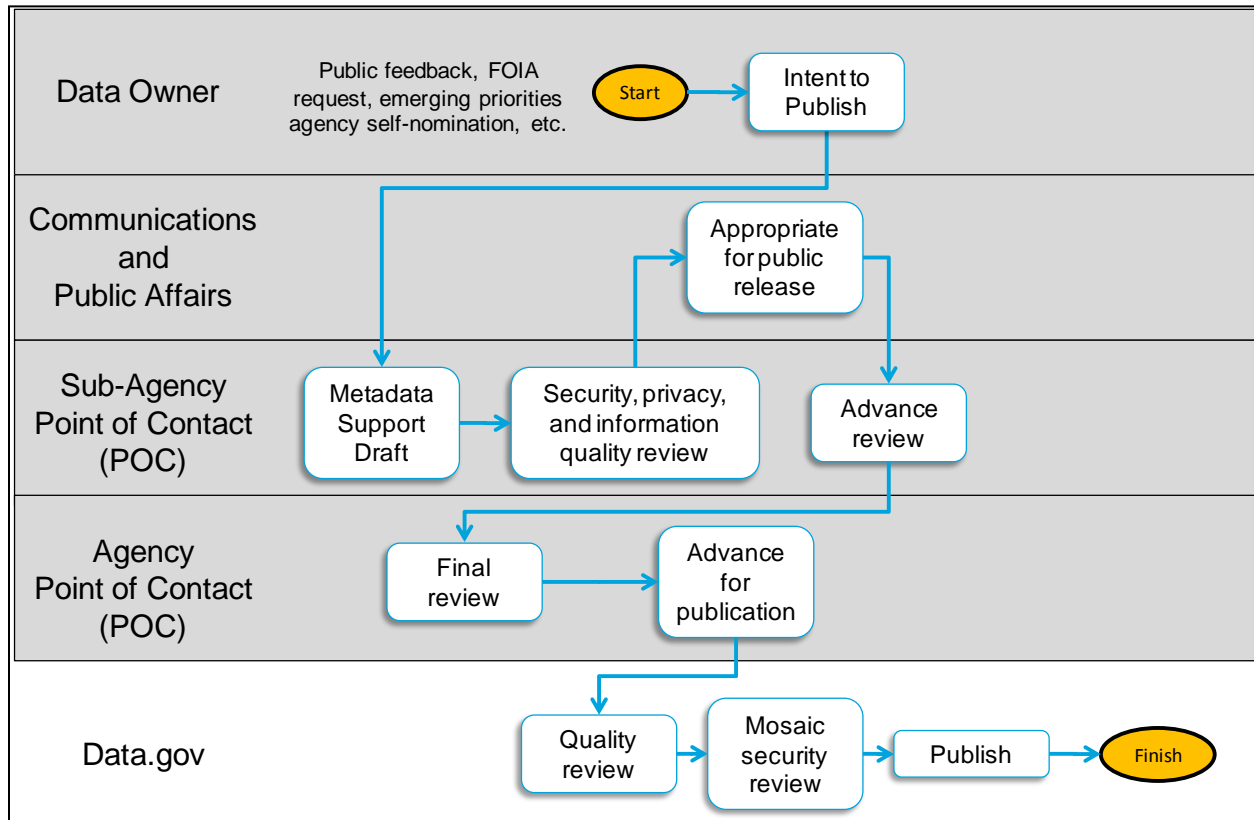 Data Owner
Public feedback, FOIA
request, emerging priorities
agency self-nomination, etc.
Start
Intent to
Publish
Communications
and
Public Affairs
Appropriate
for public
release
Sub-Agency
Point of Contact
(POC)
Metadata
Support
Draft
Security, privacy,
and information
quality review
Advance
review
Agency
Point of Contact
(POC)
Final
review
Advance
for
publication
Data.gov
Quality
review
Mosaic
security
review
Publish
Finish